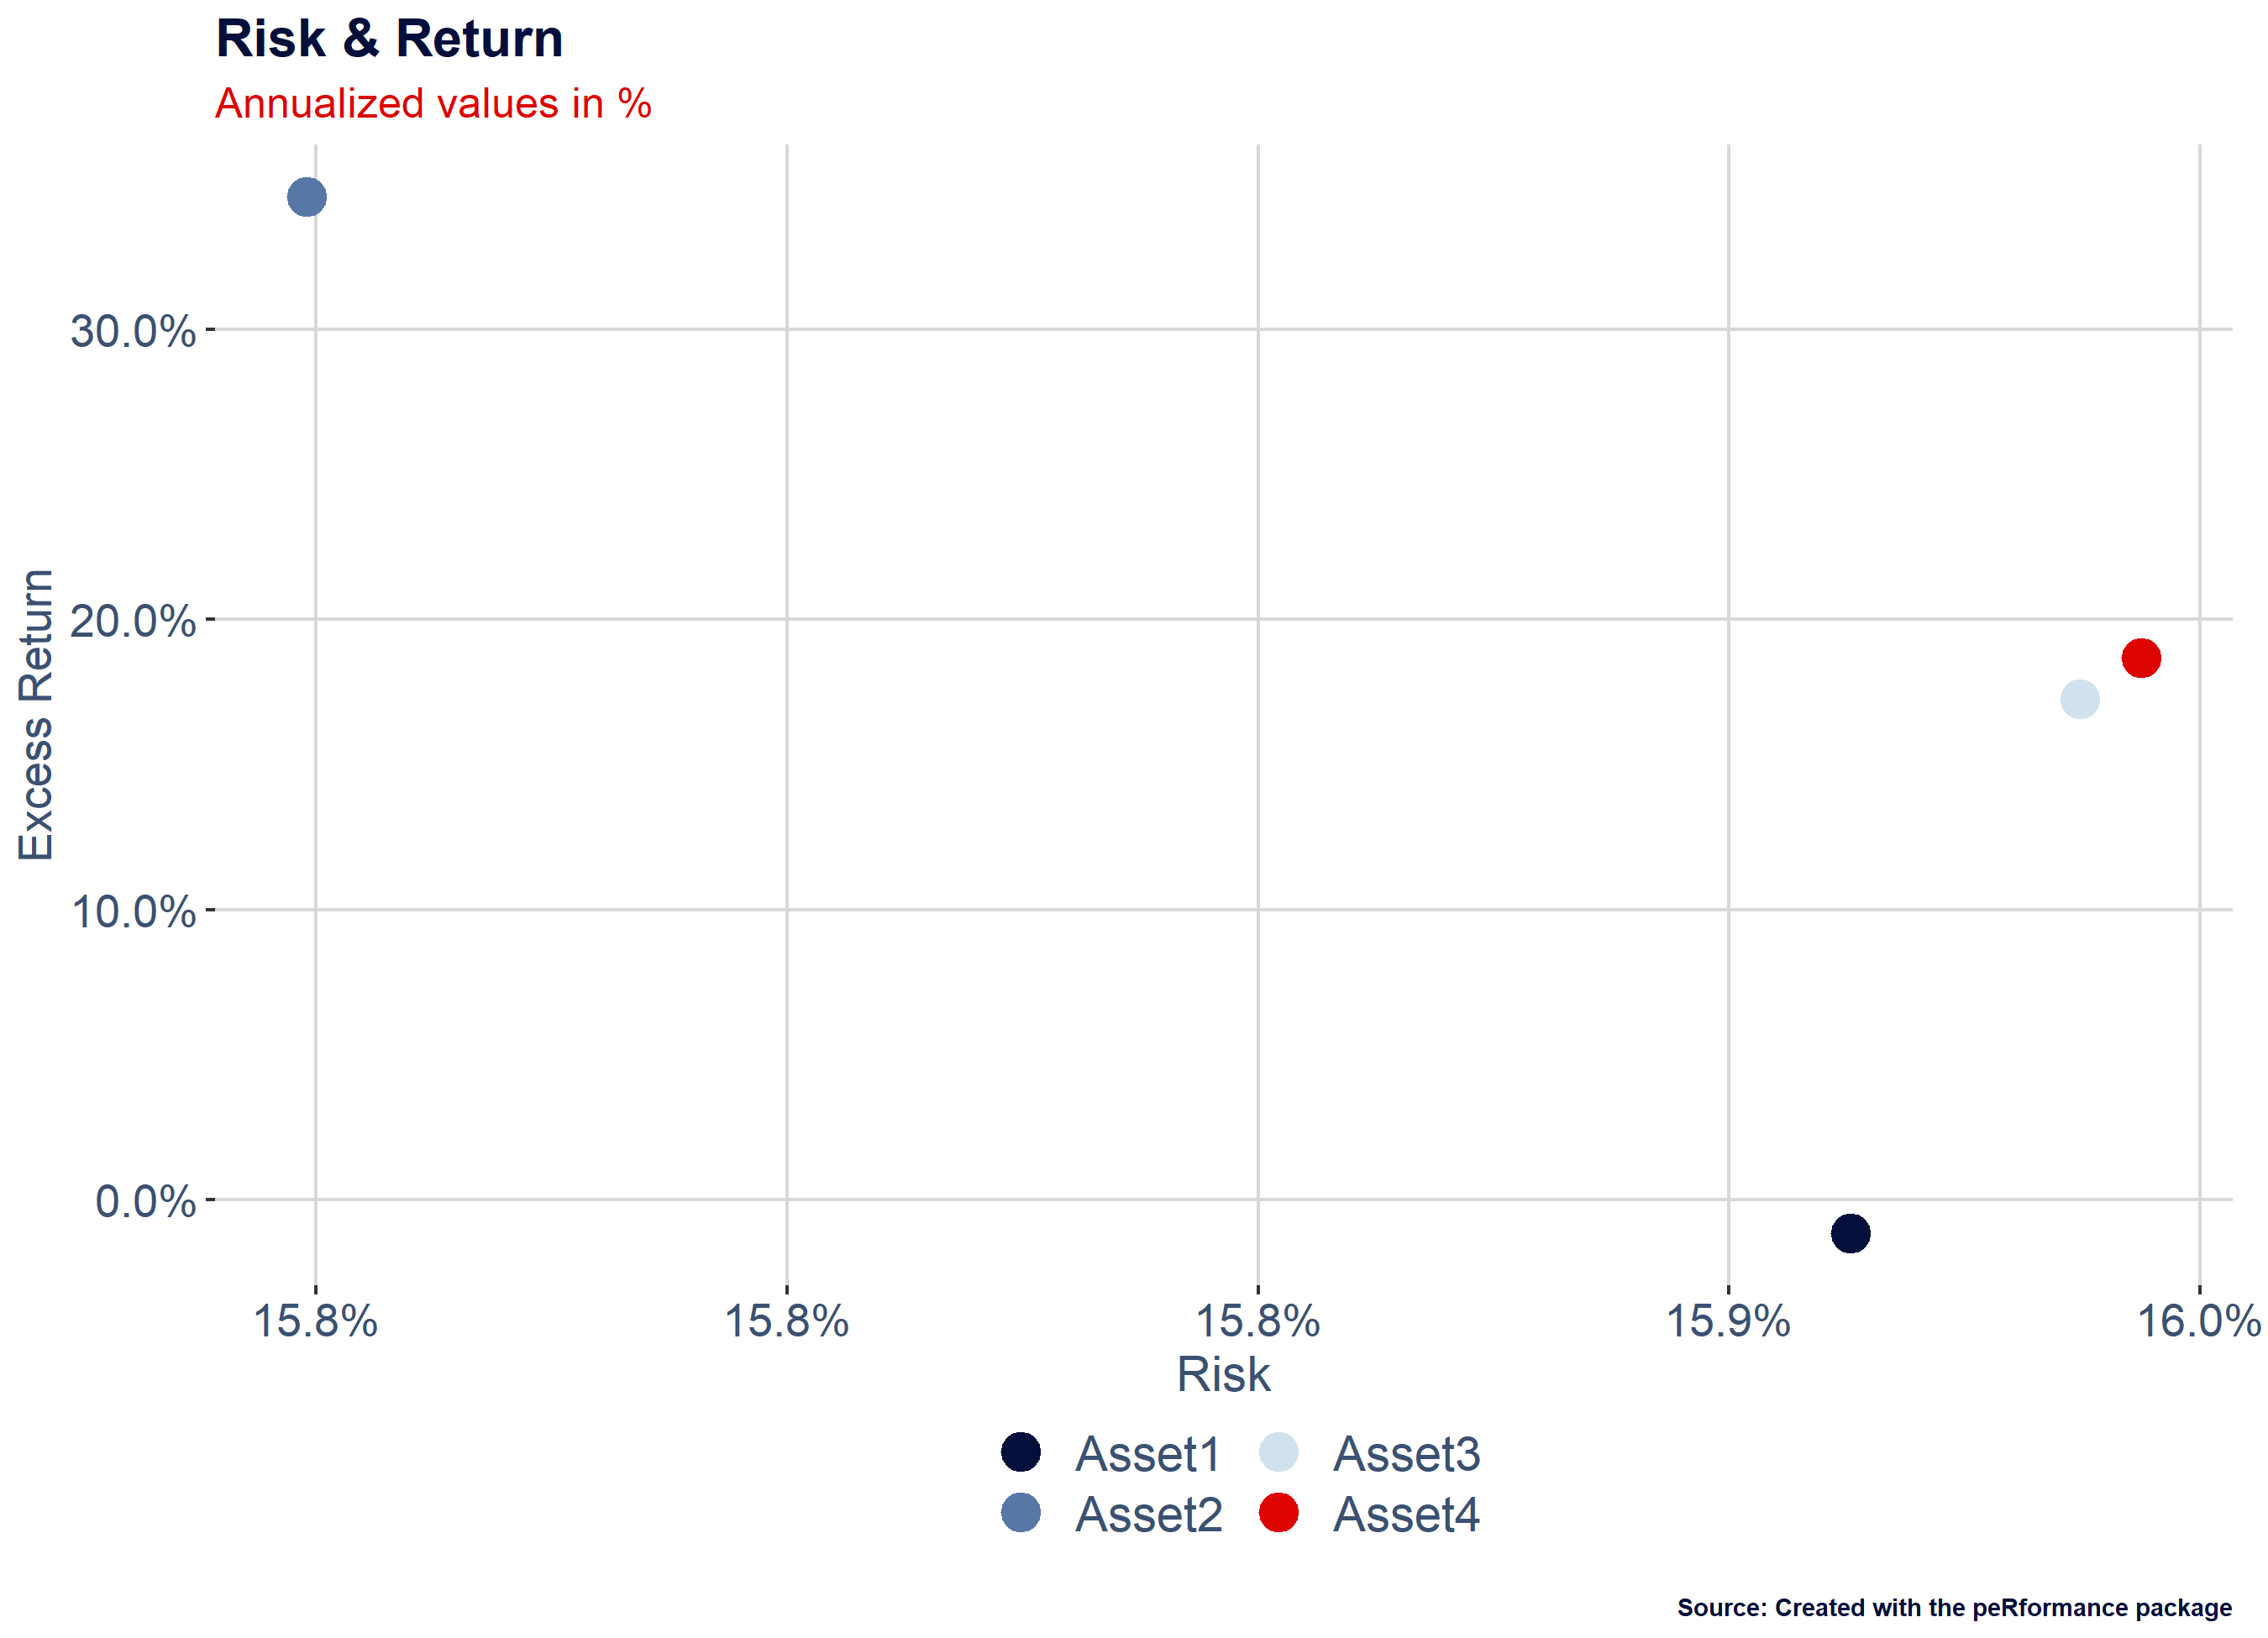 Risk & Return
Annualized values in %
Excess Return
30.0%
20.0%
10.0%
0.0%
15.8% 15.8% 15.8% 15.9% 16.0%
Risk
Asset1 Asset3
Asset2 Asset4
Source: Created with the peRformance package